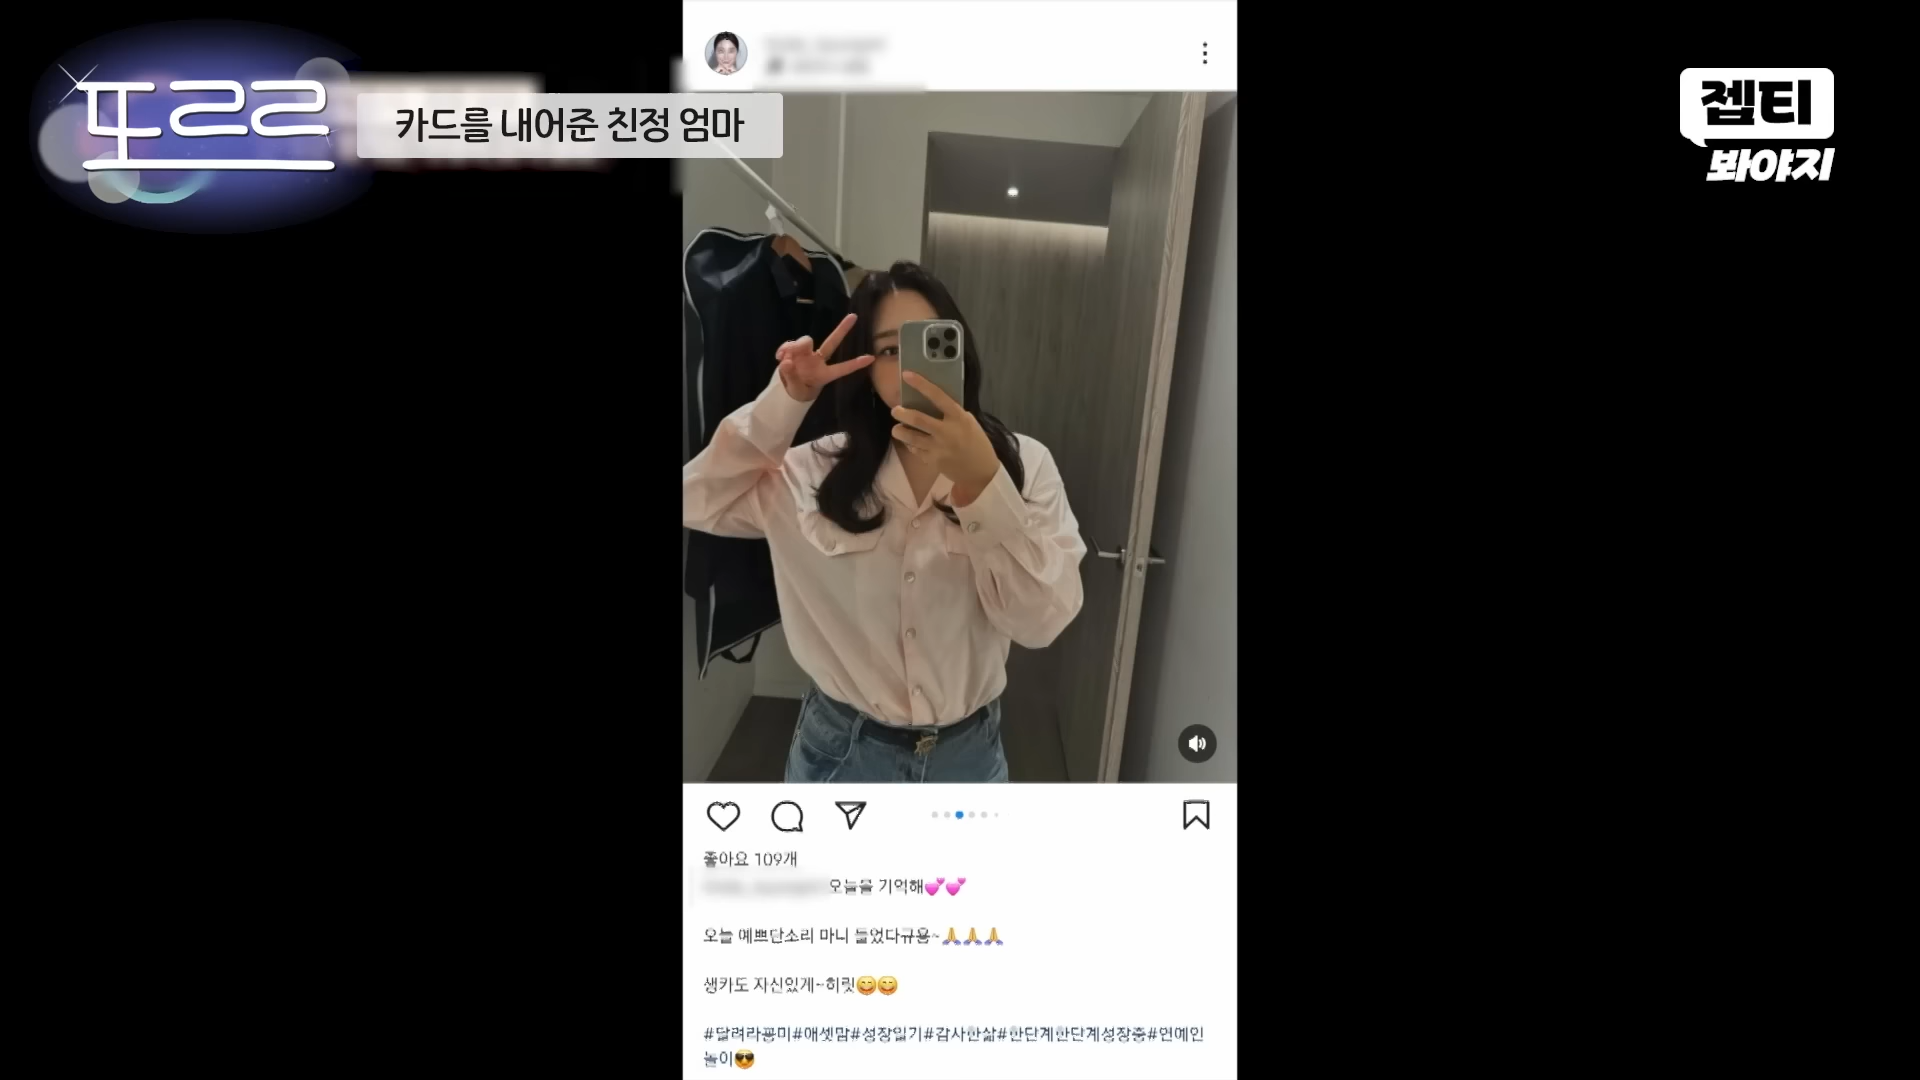 또르르
카드를 내어준 친정 엄마
젭티
봐야지
좋아요 109개
오늘을 기억해💕💕
오늘 예쁘단소리 마니 들었다규용~🙏🙏🙏
생카도 자신있게~히릿😋😋
#달려라꽁미#애셋맘#성장일기#감사한삶#한단계한단계성장중#연예인
놀이😎